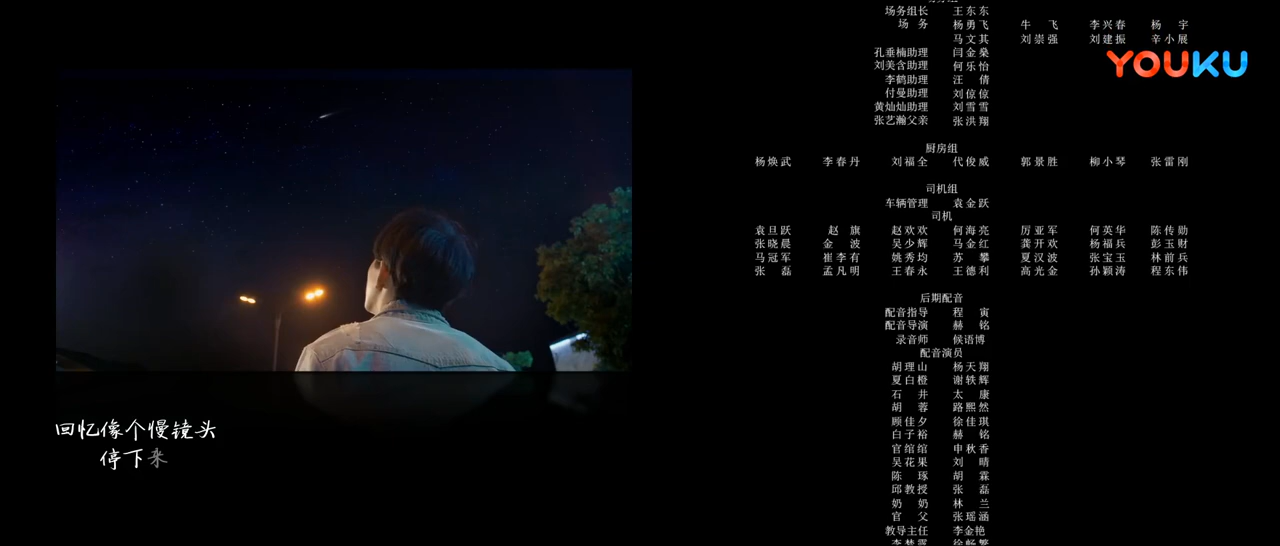 场务组长 王东东
场务 杨勇飞 牛飞 李兴春 杨宇
马文其 刘崇强 刘建振 辛小展
YOUKU
孔垂楠助理 闫金燊
刘美含助理 何乐怡
李鹤助理 汪倩
付曼助理 刘倞倞
黄灿灿助理 刘雪雪
张艺瀚父亲 张洪翔
厨房组
杨焕武 李春丹 刘福全 代俊威 郭景胜 柳小琴 张雷刚
司机组
车辆管理 袁金跃
司机
袁旦跃 赵旗 赵欢欢 何海亮 厉亚军 何英华 陈传勋
张晓晨 金波 吴少辉 马金红 龚开欢 杨福兵 彭玉财
马冠军 崔李有 姚秀均 苏攀 夏汉波 张宝玉 林前兵
张磊 孟凡明 王春永 王德利 高光金 孙颖涛 程东伟
后期配音
配音指导 程寅
配音导演 赫铭
录音师 候语博
配音演员
胡理山 杨天翔
夏白橙 谢轶辉
石井 太康
胡蓉 路熙然
顾佳夕 徐佳琪
白子裕 赫铭
官绾绾 申秋香
吴花果 刘晴
陈琢 胡霖
邱教授 张磊
奶奶 林兰
官父 张瑶涵
教导主任 李金艳
回忆像个慢镜头
停下来